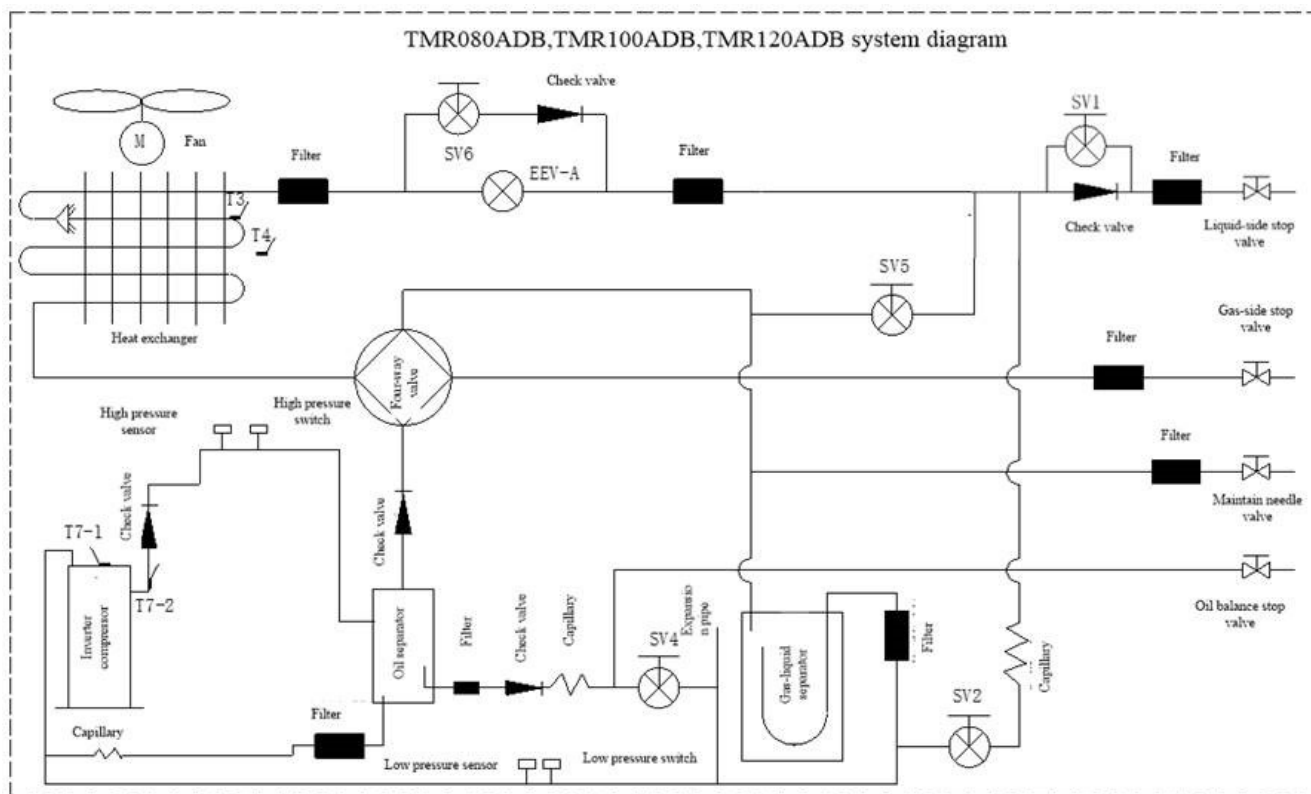 TMR080ADB,TMR100ADB,TMR120ADB system diagram
Check valve
SV1
M
Fan
Filter
SV6
Filter
Filter
EEV-A
T3
T4
Check valve
Liquid-side stop
valve
SV5
Heat exchanger
Gas-side stop
valve
Filter
Four-way
valve
High pressure
sensor
High pressure
switch
Filter
Maintain needle
valve
Check valve
Check valve
T7-1
T7-2
Inverter
compressor
Oil separator
Filter
Check valve
Capillary
SV4
Expansio
n pipe
Gas-liquid
separator
Filter
Capillary
Oil balance stop
valve
SV2
Capillary
Filter
Low pressure sensor
Low pressure switch